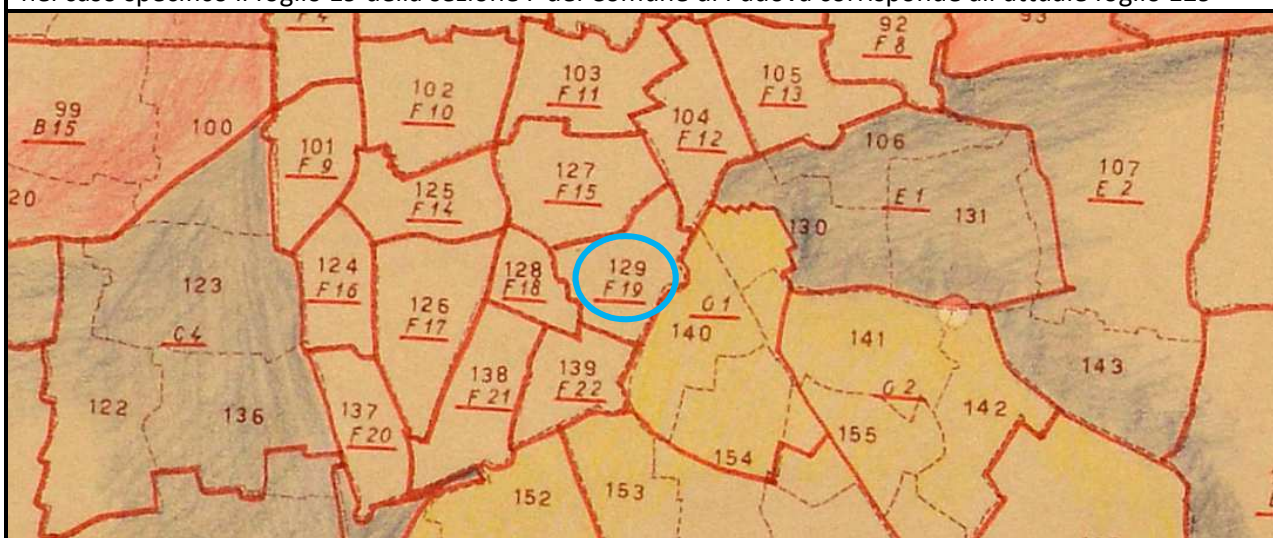 nel caso specifico il foglio 19 della sezione F del Comune di Padova corrisponde all'attuale foglio 129
F 4
92
F 8
93
99
B 15
100
102
F 10
103
F 11
104
F 12
105
F 13
106
101
F 9
125
F 14
127
F 15
107
E 2
20
E 1
131
130
123
124
F 16
128
F 18
129
F 19
126
F 17
G 1
140
141
C 4
143
138
F 21
139
F 22
G 2
122
136
137
F 20
142
155
154
152
153